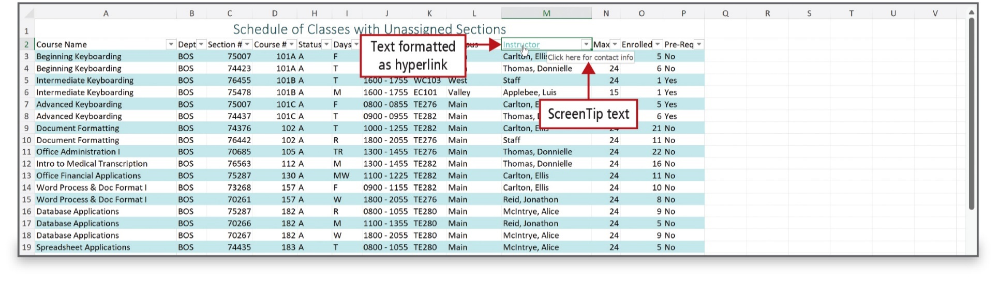 A B C D H I J K L M N O P Q R S T U V
1 Schedule of Classes with Unassigned Sections
2 Course Name Dept Section # Course # Status Days Instructor Max Enrolled Pre-Req
Text formatted
as hyperlink
Click here for contact info
ScreenTip text
3 Beginning Keyboarding BOS 75007 101A A F Carlton, 5 No
4 Beginning Keyboarding BOS 74423 101A A T Thomas, Donnielle 24 6 No
5 Intermediate Keyboarding BOS 76455 101B A T 1600 - 1755 WC103 West Staff 24 1 Yes
6 Intermediate Keyboarding BOS 75478 101B A M 1600 - 1755 EC101 Valley Applebee, Luis 15 1 Yes
7 Advanced Keyboarding BOS 75007 101C A F 0800 - 0855 TE276 Main Carlton, 5 Yes
8 Advanced Keyboarding BOS 74437 101C A T 0900 - 0955 TE282 Main Thomas, 6 Yes
9 Document Formatting BOS 74376 102 A T 1000 - 1255 TE282 Main Carlton, Ellis 24 21 No
10 Document Formatting BOS 76442 102 A R 1800 - 2055 TE276 Main Staff 24 11 No
11 Office Administration I BOS 70685 105 A TR 1300 - 1455 TE276 Main Thomas, Donnielle 24 22 No
12 Intro to Medical Transcription BOS 76563 112 A M 1300 - 1455 TE282 Main Thomas, Donnielle 24 16 No
13 Office Financial Applications BOS 75287 130 A MW 1100 - 1225 TE282 Main Carlton, Ellis 24 11 No
14 Word Process & Doc Format I BOS 73268 157 A F 0900 - 1155 TE282 Main Carlton, Ellis 24 10 No
15 Word Process & Doc Format I BOS 70261 157 A W 1800 - 2055 TE276 Main Reid, Jonathon 24 8 No
16 Database Applications BOS 75287 182 A R 0800 - 1055 TE280 Main McIntrye, Alice 24 9 No
17 Database Applications BOS 70266 182 A M 1100 - 1355 TE280 Main Reid, Jonathon 24 5 No
18 Database Applications BOS 70267 182 A W 1800 - 2055 TE280 Main McIntrye, Alice 24 9 No
19 Spreadsheet Applications BOS 74435 183 A T 0800 - 1055 TE280 Main McIntrye, Alice 24 5 No